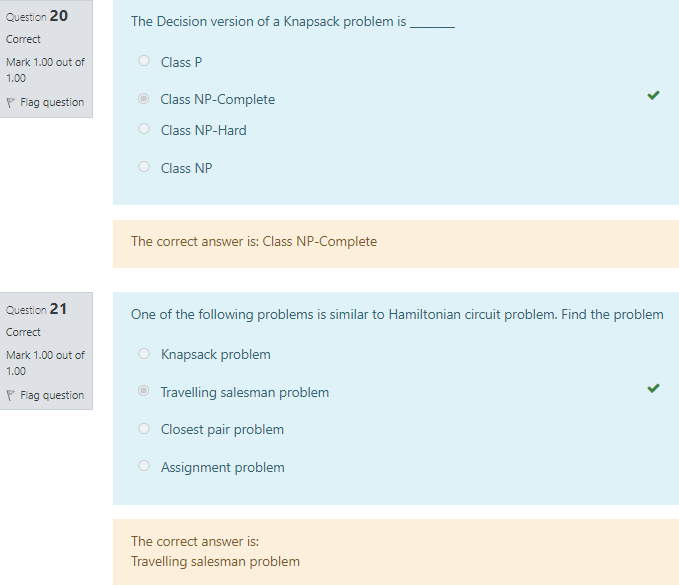 Question 20
Correct
Mark 1.00 out of
1.00
Flag question
The Decision version of a Knapsack problem is ________
Class P
Class NP-Complete
Class NP-Hard
Class NP
The correct answer is: Class NP-Complete
Question 21
Correct
Mark 1.00 out of
1.00
Flag question
One of the following problems is similar to Hamiltonian circuit problem. Find the problem
Knapsack problem
Travelling salesman problem
Closest pair problem
Assignment problem
The correct answer is:
Travelling salesman problem